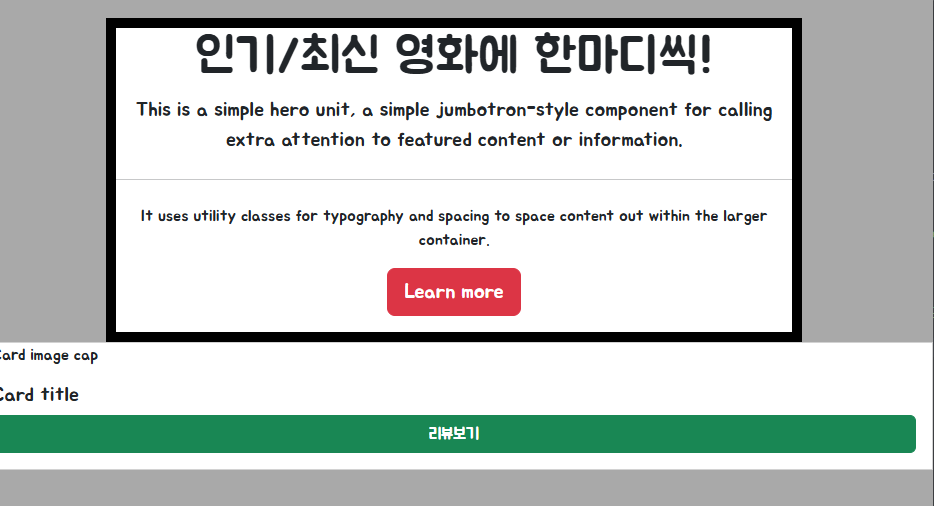 인기/최신 영화에 한마디씩!
This is a simple hero unit, a simple jumbotron-style component for calling
extra attention to featured content or information.
It uses utility classes for typography and spacing to space content out within the larger
container.
Learn more
Card image cap
Card title
리뷰보기